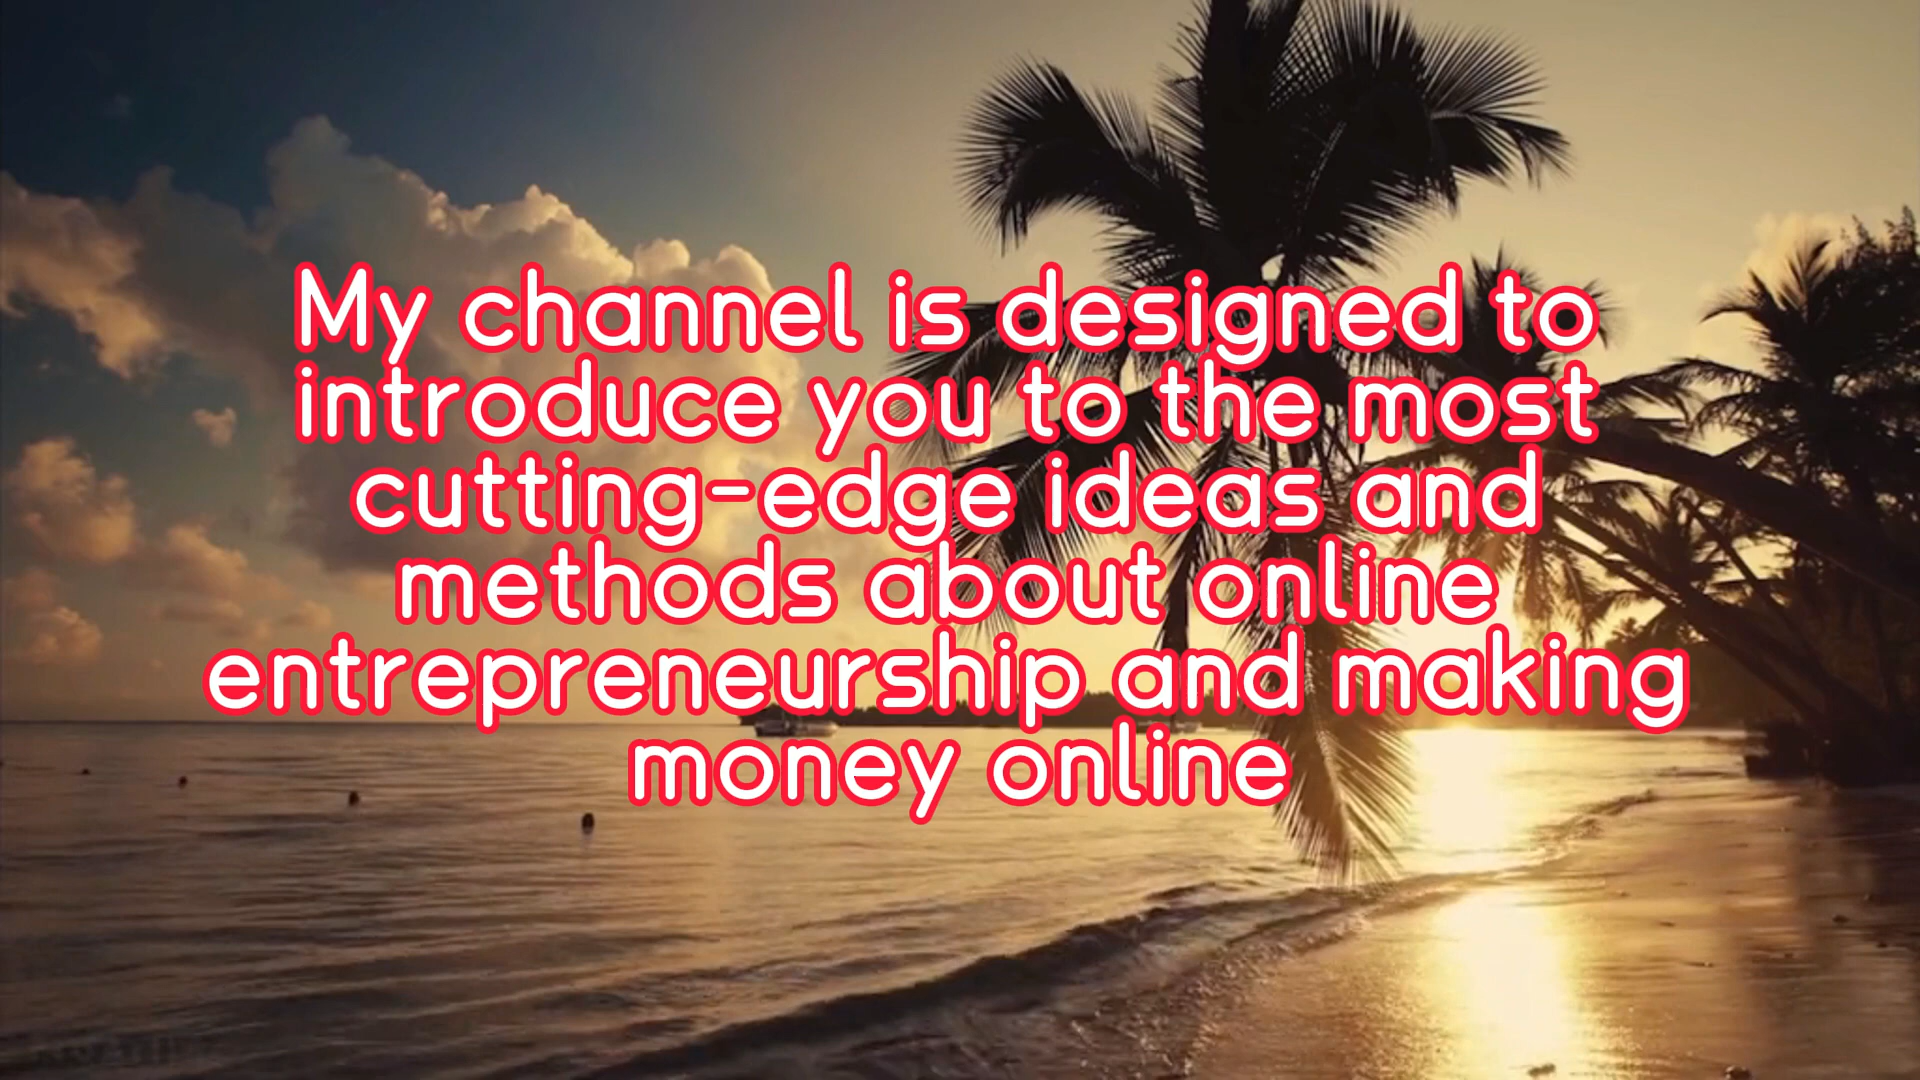 My channel is designed to
introduce you to the most
cutting-edge ideas and
methods about online
entrepreneurship and making
money online